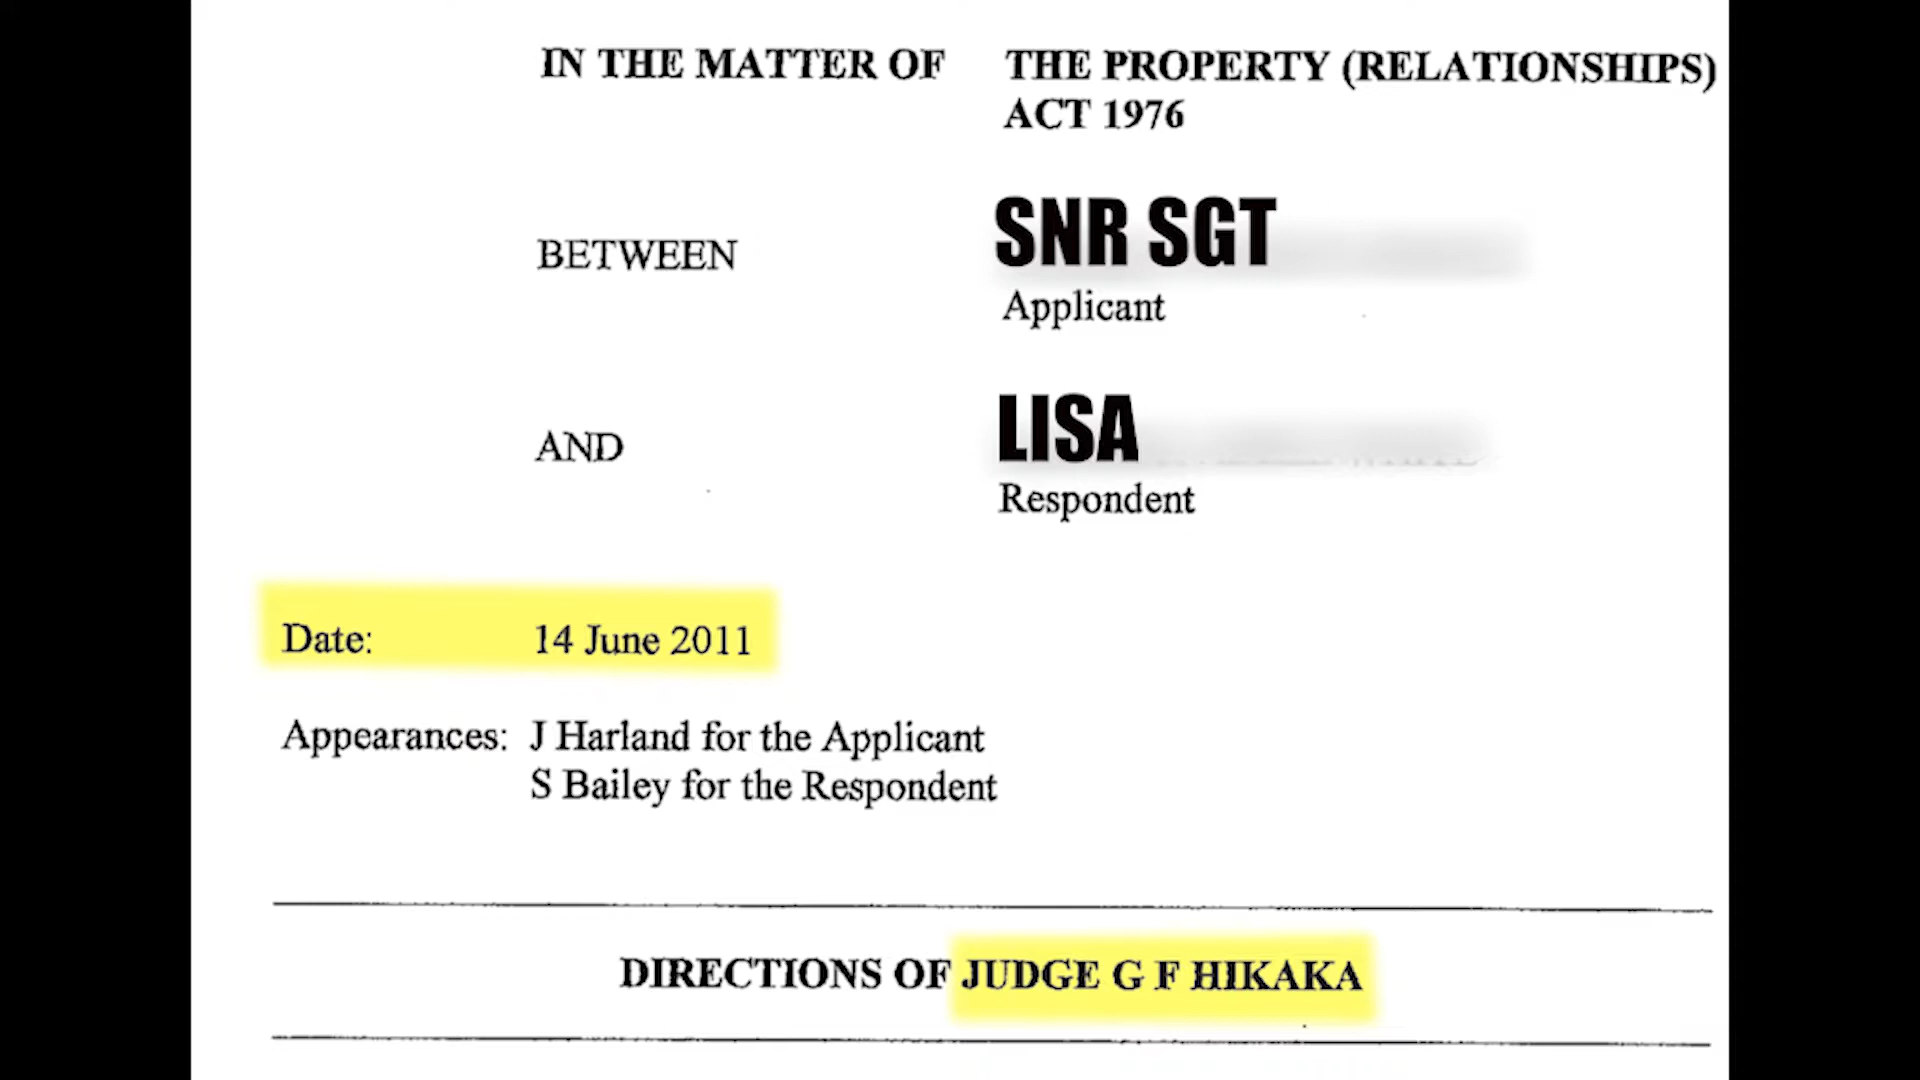 IN THE MATTER OF THE PROPERTY (RELATIONSHIPS)
ACT 1976
BETWEEN SNR SGT
Applicant
AND LISA
Respondent
Date: 14 June 2011
Appearances: J Harland for the Applicant
S Bailey for the Respondent
DIRECTIONS OF JUDGE G F HIKAKA